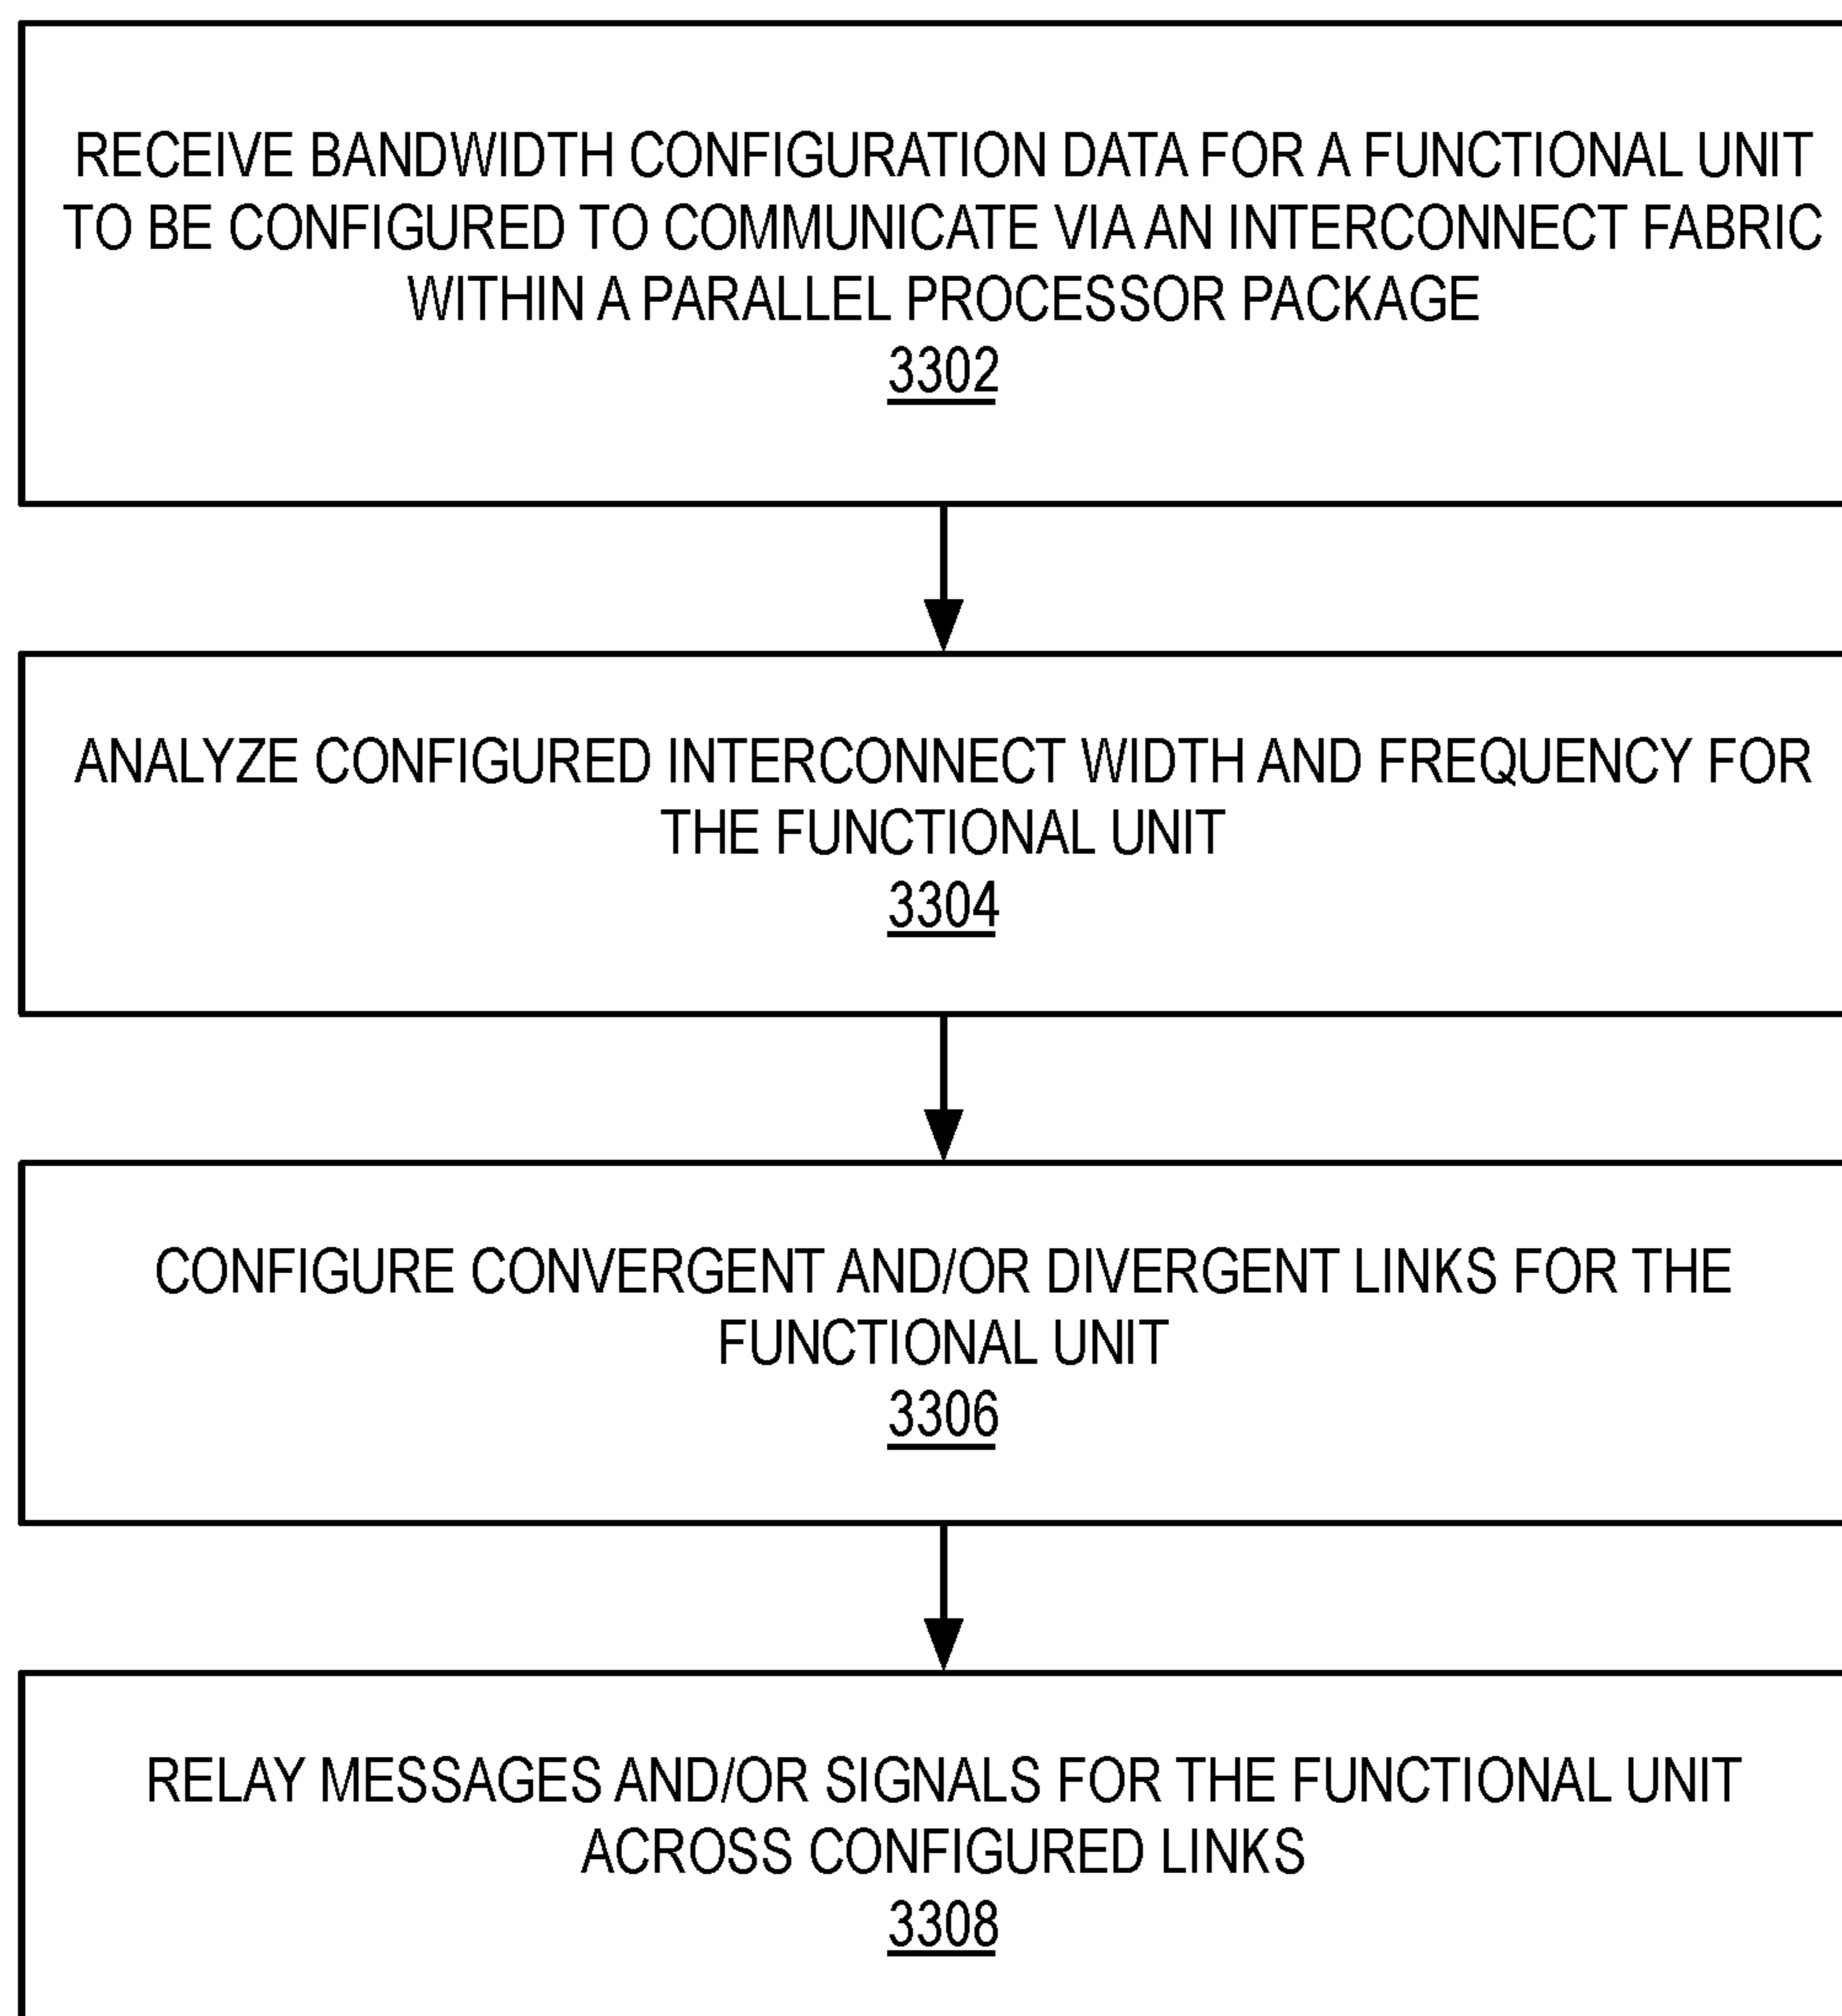 RECEIVE BANDWIDTH CONFIGURATION DATA FOR A FUNCTIONAL UNIT
TO BE CONFIGURED TO COMMUNICATE VIA AN INTERCONNECT FABRIC
WITHIN A PARALLEL PROCESSOR PACKAGE
3302
ANALYZE CONFIGURED INTERCONNECT WIDTH AND FREQUENCY FOR
THE FUNCTIONAL UNIT
3304
CONFIGURE CONVERGENT AND/OR DIVERGENT LINKS FOR THE
FUNCTIONAL UNIT
3306
RELAY MESSAGES AND/OR SIGNALS FOR THE FUNCTIONAL UNIT
ACROSS CONFIGURED LINKS
3308